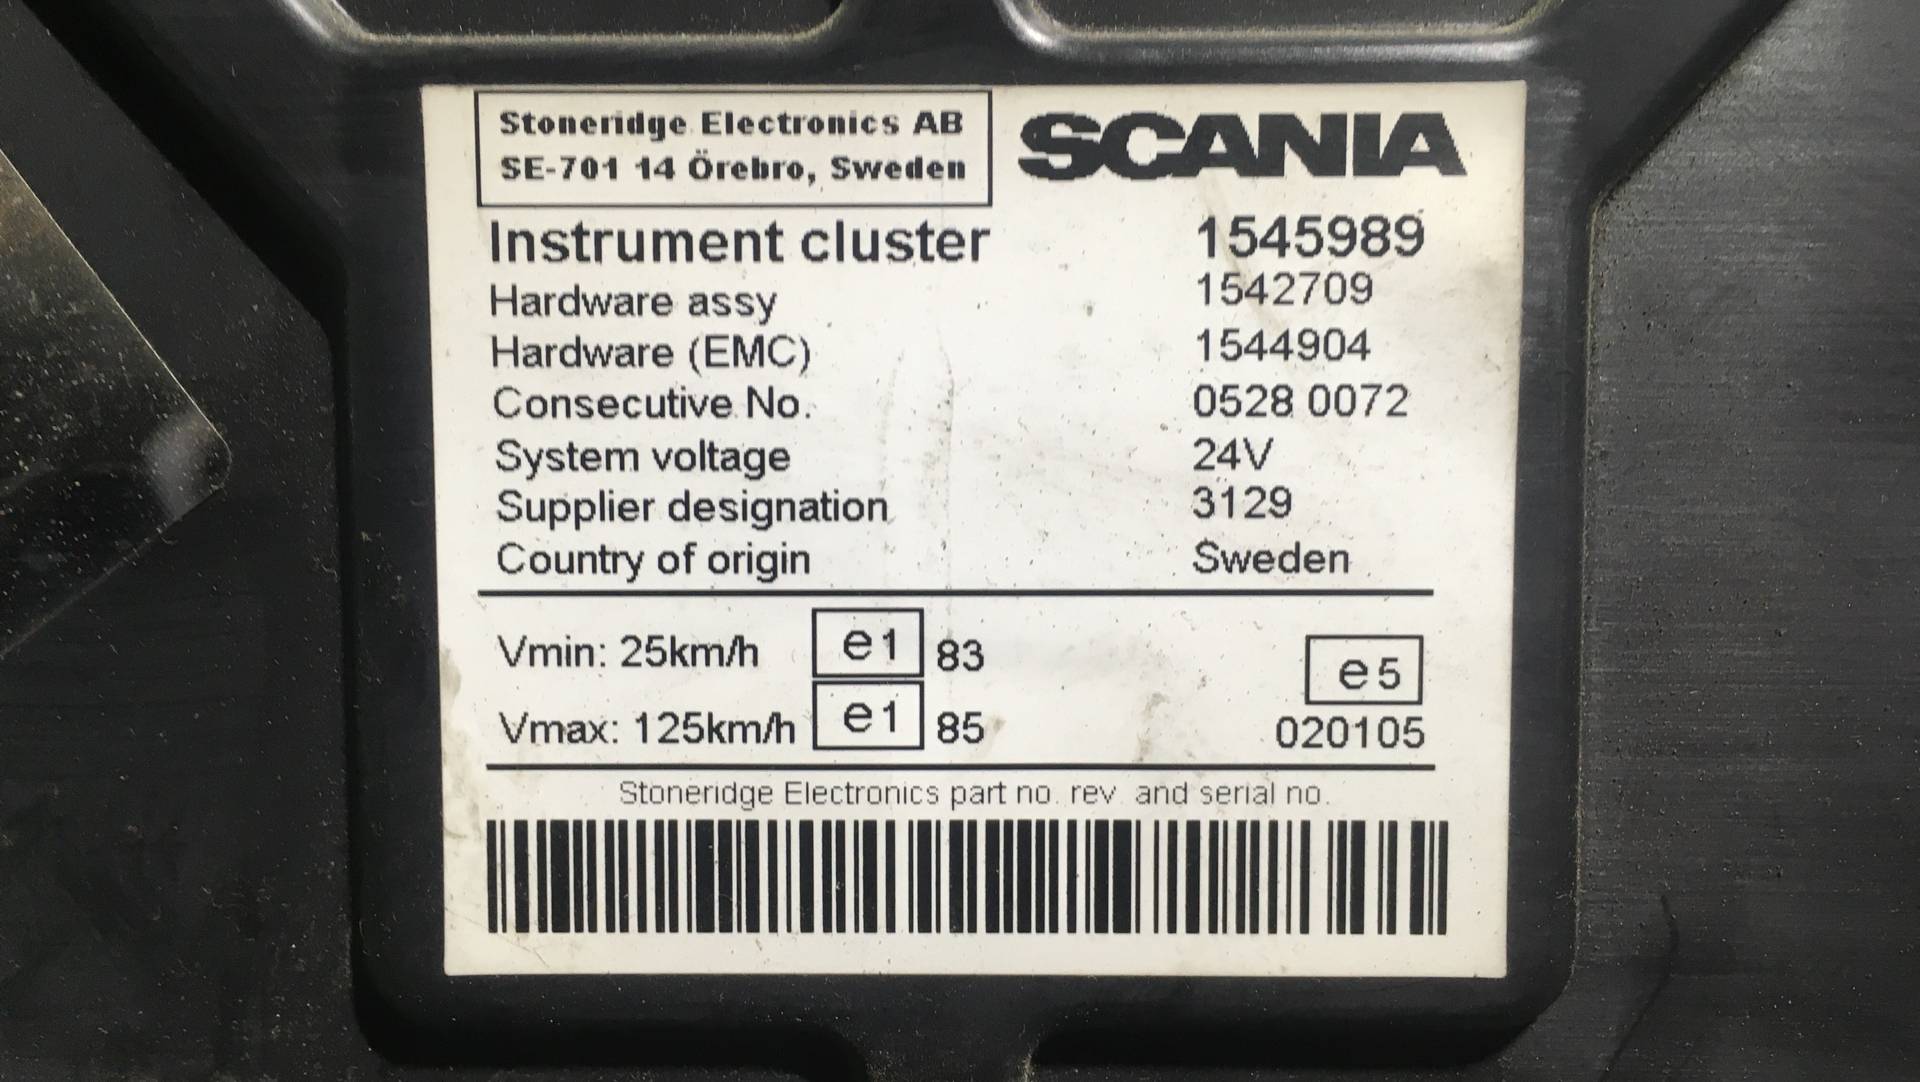 Stoneridge Electronics AB
SE-701 14 Örebro, Sweden
SCANIA
Instrument cluster 1545989
Hardware assy 1542709
Hardware (EMC) 1544904
Consecutive No. 0528 0072
System voltage 24V
Supplier designation 3129
Country of origin Sweden
Vmin: 25km/h e1 83
e5
Vmax: 125km/h e1 85
020105
Stoneridge Electronics part no. rev. and serial no.